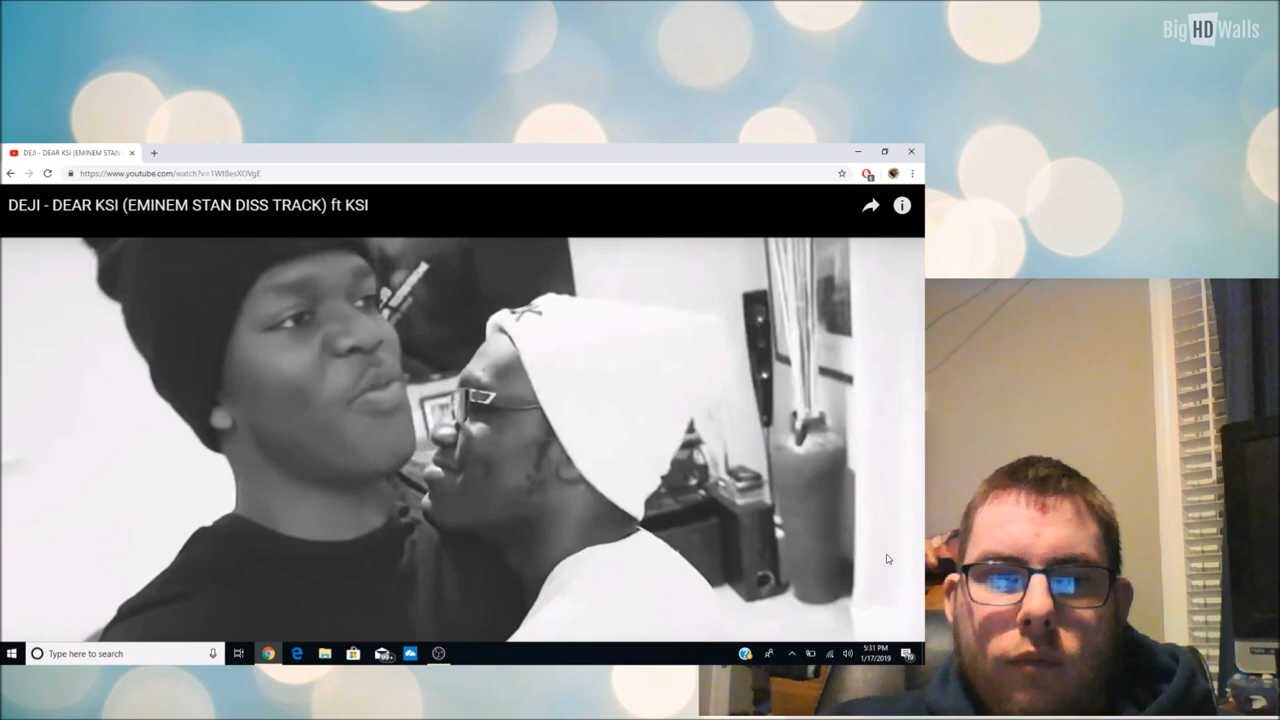 Big HD Walls
DEJI - DEAR KSI (EMINEM STAN
https://www.youtube.com/watch?v=1Wt8esXOVgE
DEJI - DEAR KSI (EMINEM STAN DISS TRACK) ft KSI
Type here to search
5:31 PM
1/17/2019